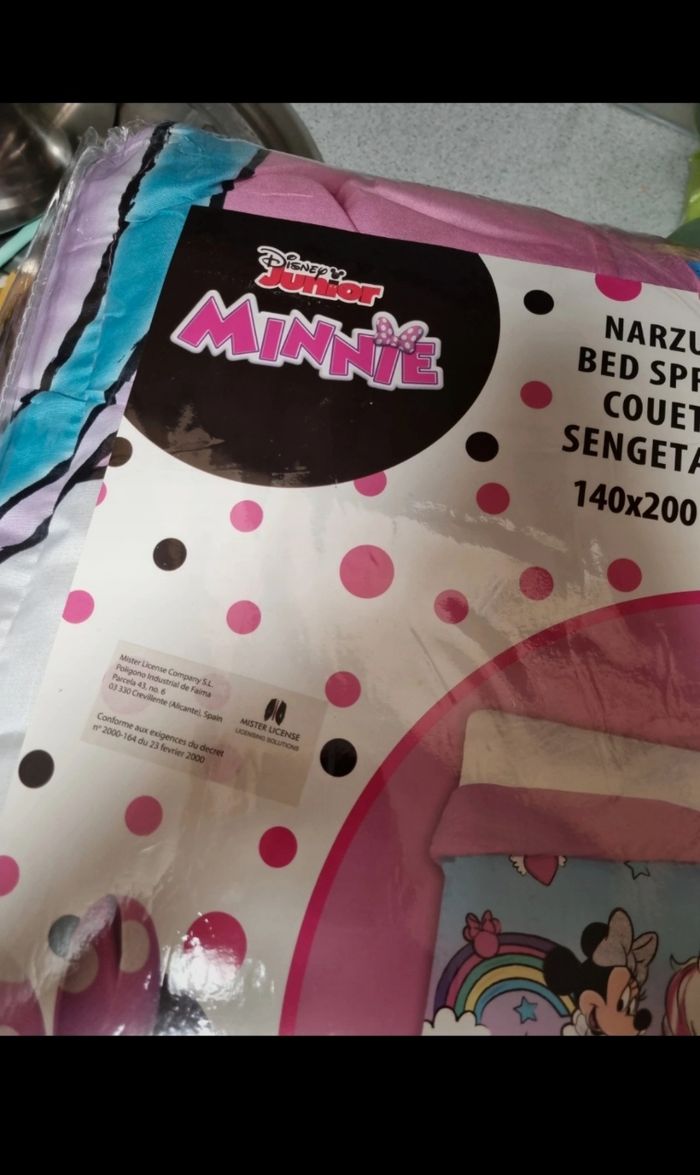 Disney
Junior
MINNIE
NARZU
BED SPR
COUET
SENGETA
140x200
Mister License Company S.L.
Polígono Industrial de Faima
Parcela 43, no. 6
03 330 Crevillente (Alicante), Spain
Conforme aux exigences du decret
n° 2000-164 du 23 fevrier 2000
MISTER LICENSE
LICENSING SOLUTIONS